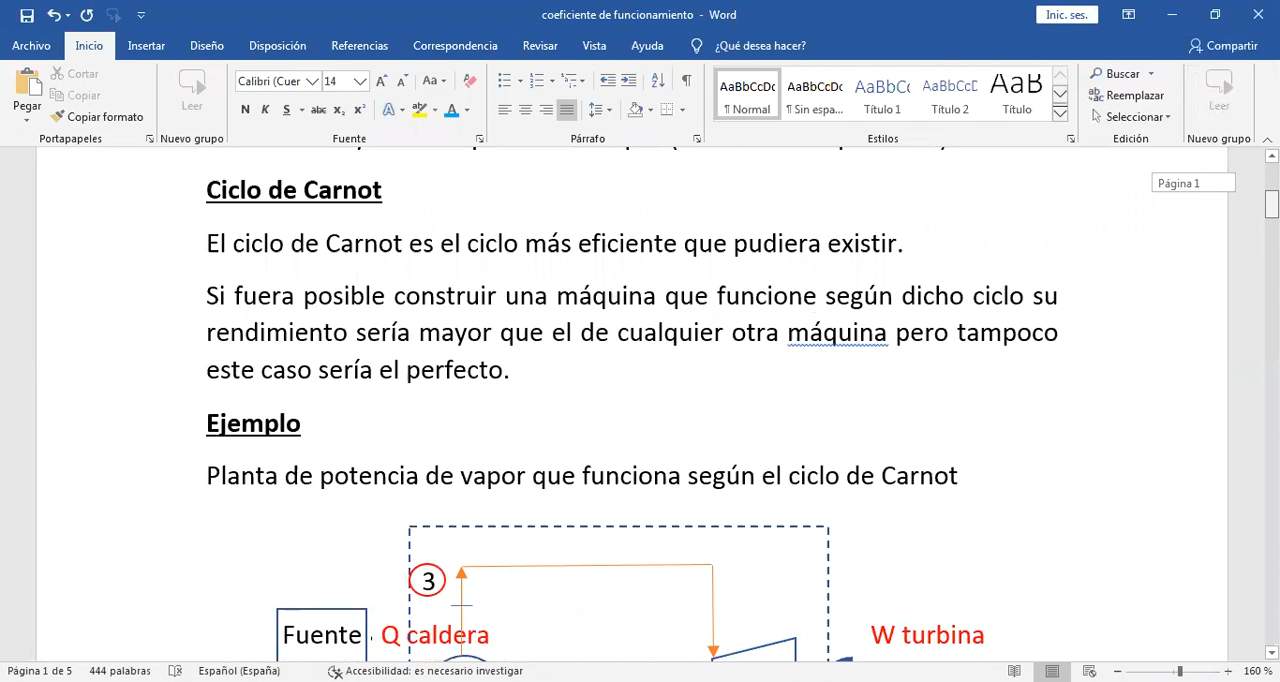 coeficiente de funcionamiento - Word
Inic. ses.
Archivo Inicio Insertar Diseño Disposición Referencias Correspondencia Revisar Vista Ayuda ¿Qué desea hacer? Compartir
Pegar
Cortar
Copiar
Copiar formato
Portapapeles
Leer
Nuevo grupo
Calibri (Cuer 14
Aa
N K S abc x₂ x² A A
Fuente
Párrafo
AaBbCcDc AaBbCcDc AaBbCc AaBbCcD AaB
¶ Normal ¶ Sin espa... Título 1 Título 2 Título
Estilos
Buscar
Reemplazar
Seleccionar
Edición
Leer
Nuevo grupo
Página 1
Ciclo de Carnot
El ciclo de Carnot es el ciclo más eficiente que pudiera existir.
Si fuera posible construir una máquina que funcione según dicho ciclo su
rendimiento sería mayor que el de cualquier otra máquina pero tampoco
este caso sería el perfecto.
Ejemplo
Planta de potencia de vapor que funciona según el ciclo de Carnot
3
Fuente Q caldera W turbina
Página 1 de 5 444 palabras Español (España) Accesibilidad: es necesario investigar 160 %